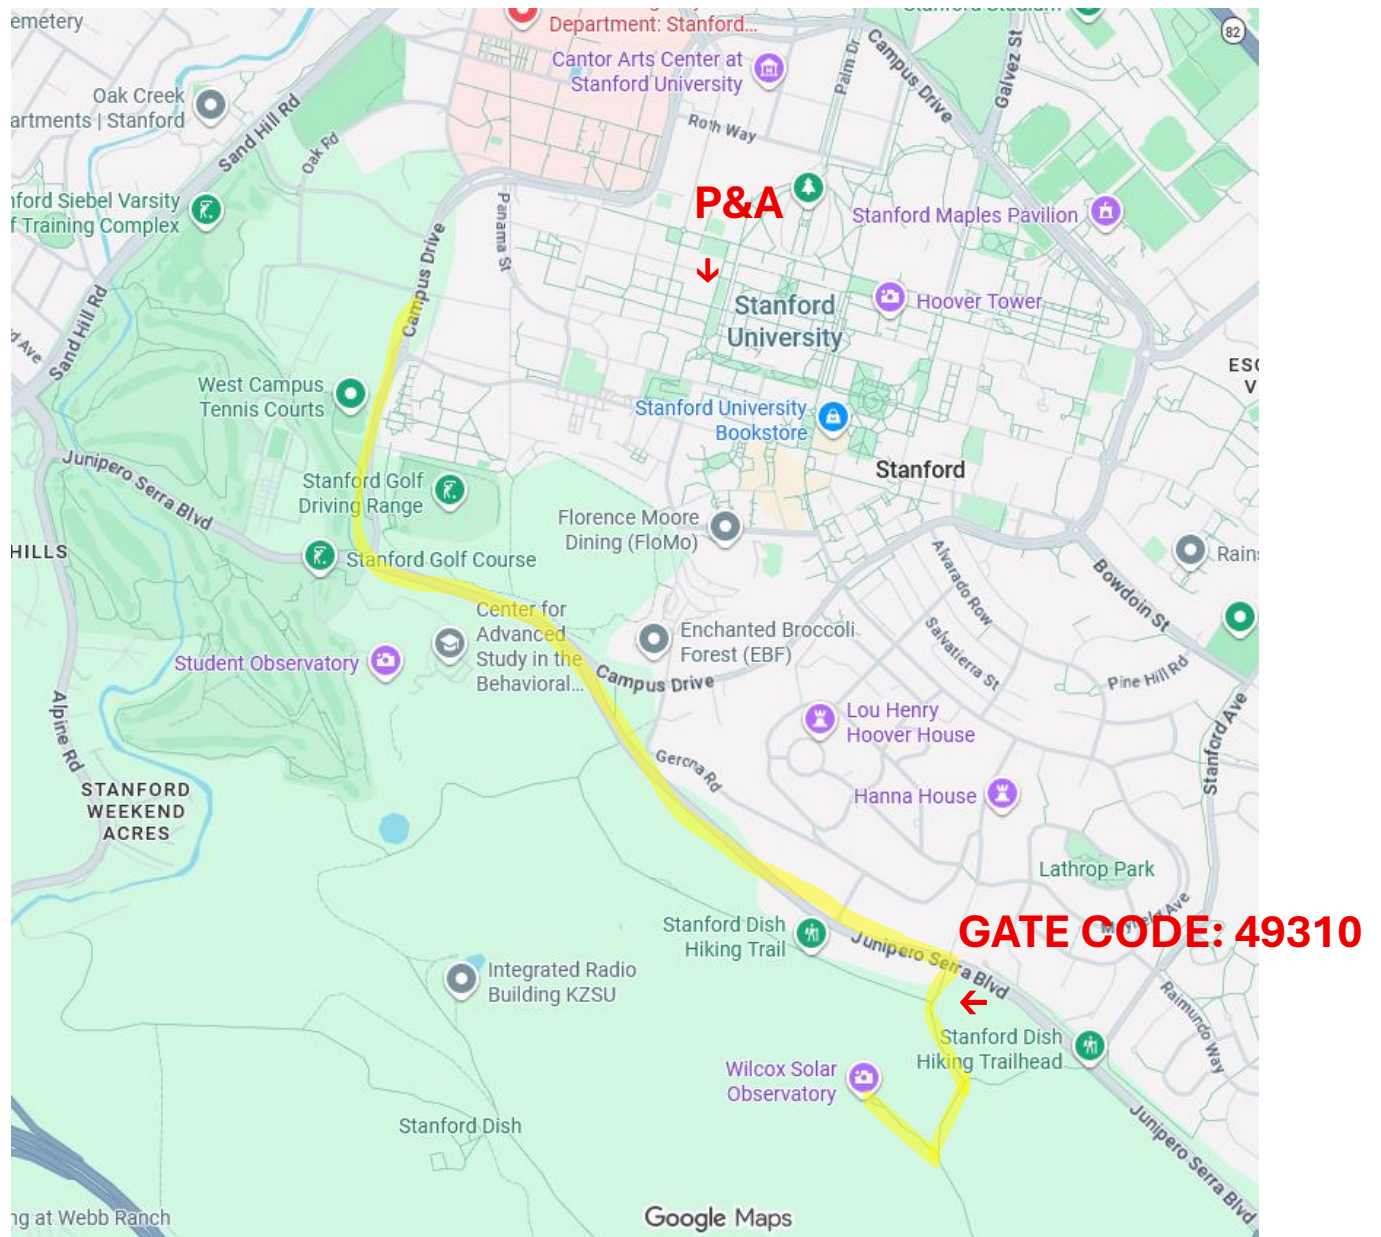 emetery
Department: Stanford...
82
Cantor Arts Center at
Stanford University
Palm Dr
Campus Drive
Galvez St
Oak Creek
artments | Stanford
Sand Hill Rd
Oak Rd
Roth Way
P&A
nford Siebel Varsity
f Training Complex
Panama St
Stanford Maples Pavilion
Campus Drive
Stanford
University
Hoover Tower
Sand Hill Rd
d Ave
West Campus
Tennis Courts
Stanford University
Bookstore
Stanford
Junipero Serra Blvd
Stanford Golf
Driving Range
Florence Moore
Dining (FloMo)
HILLS
Stanford Golf Course
Alvarado Row
Bowdoin St
Center for
Advanced
Study in the
Behavioral...
Student Observatory
Enchanted Broccoli
Forest (EBF)
Salvatierra St
Campus Drive
Pine Hill Rd
Alpine Rd
Lou Henry
Hoover House
Stanford Ave
Gerona Rd
STANFORD
WEEKEND
ACRES
Hanna House
Lathrop Park
Mayfield Ave
GATE CODE: 49310
Stanford Dish
Hiking Trail
Junipero Serra Blvd
Integrated Radio
Building KZSU
Raimundo Way
Stanford Dish
Hiking Trailhead
Wilcox Solar
Observatory
Stanford Dish
Junipero Serra Blvd
ng at Webb Ranch
Google Maps